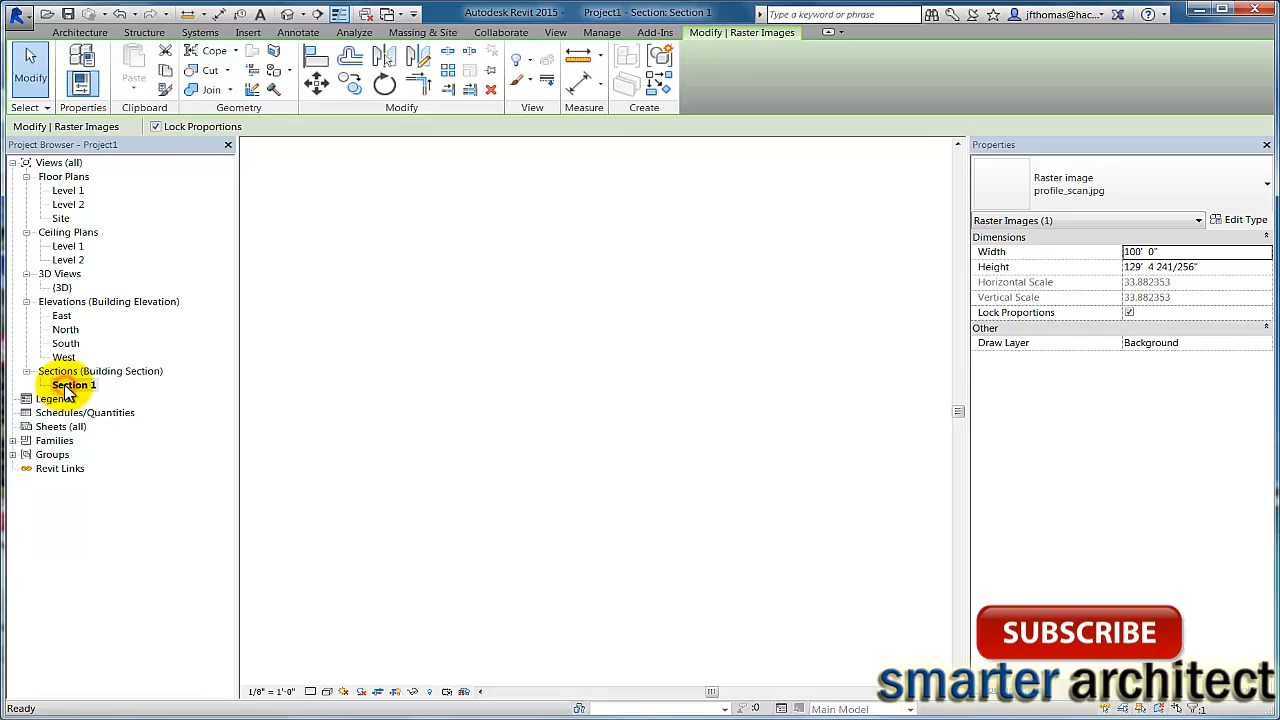 Autodesk Revit 2015 - Project1 - Section: Section 1
Type a keyword or phrase
jfthomas@hac...
Architecture Structure Systems Insert Annotate Analyze Massing & Site Collaborate View Manage Add-Ins Modify | Raster Images
Modify
Paste
Cope
Cut
Join
Select Properties Clipboard Geometry Modify View Measure Create
Modify | Raster Images Lock Proportions
Project Browser - Project1
Views (all)
Floor Plans
Level 1
Level 2
Site
Ceiling Plans
Level 1
Level 2
3D Views
{3D}
Elevations (Building Elevation)
East
North
South
West
Sections (Building Section)
Section 1
Legends
Schedules/Quantities
Sheets (all)
Families
Groups
Revit Links
Properties
Raster image
profile_scan.jpg
Raster Images (1) Edit Type
Dimensions
Width 100' 0"
Height 129' 4 241/256"
Horizontal Scale 33.882353
Vertical Scale 33.882353
Lock Proportions
Other
Draw Layer Background
SUBSCRIBE
smarter architect
1/8" = 1'-0"
Ready
:0
Main Model
:1